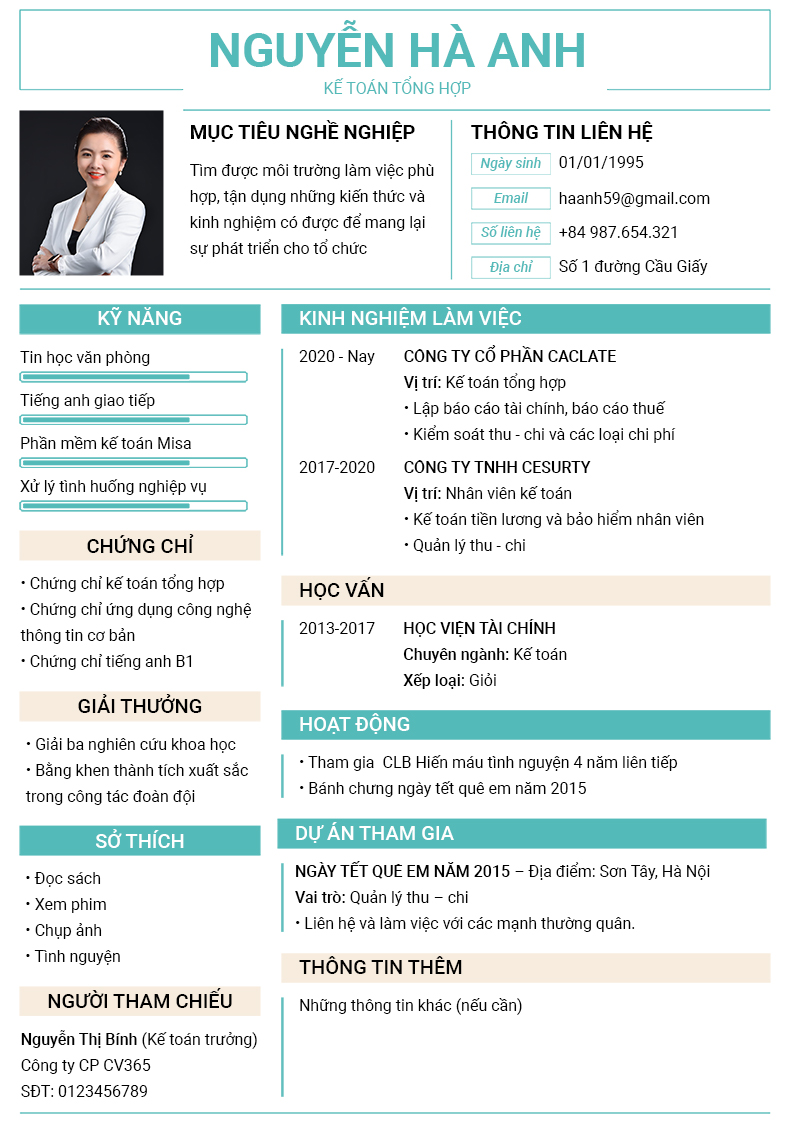 NGUYỄN HÀ ANH
KẾ TOÁN TỔNG HỢP
MỤC TIÊU NGHỀ NGHIỆP
Tìm được môi trường làm việc phù
hợp, tận dụng những kiến thức và
kinh nghiệm có được để mang lại
sự phát triển cho tổ chức
THÔNG TIN LIÊN HỆ
Ngày sinh 01/01/1995
Email haanh59@gmail.com
Số liên hệ +84 987.654.321
Địa chỉ Số 1 đường Cầu Giấy
KỸ NĂNG
Tin học văn phòng
Tiếng anh giao tiếp
Phần mềm kế toán Misa
Xử lý tình huống nghiệp vụ
CHỨNG CHỈ
• Chứng chỉ kế toán tổng hợp
• Chứng chỉ ứng dụng công nghệ
thông tin cơ bản
• Chứng chỉ tiếng anh B1
GIẢI THƯỞNG
• Giải ba nghiên cứu khoa học
• Bằng khen thành tích xuất sắc
trong công tác đoàn đội
SỞ THÍCH
• Đọc sách
• Xem phim
• Chụp ảnh
• Tình nguyện
NGƯỜI THAM CHIẾU
Nguyễn Thị Bính (Kế toán trưởng)
Công ty CP CV365
SĐT: 0123456789
KINH NGHIỆM LÀM VIỆC
2020 - Nay CÔNG TY CỔ PHẦN CACLATE
Vị trí: Kế toán tổng hợp
• Lập báo cáo tài chính, báo cáo thuế
• Kiểm soát thu - chi và các loại chi phí
2017-2020 CÔNG TY TNHH CESURTY
Vị trí: Nhân viên kế toán
• Kế toán tiền lương và bảo hiểm nhân viên
• Quản lý thu - chi
HỌC VẤN
2013-2017 HỌC VIỆN TÀI CHÍNH
Chuyên ngành: Kế toán
Xếp loại: Giỏi
HOẠT ĐỘNG
• Tham gia  CLB Hiến máu tình nguyện 4 năm liên tiếp
• Bánh chưng ngày tết quê em năm 2015
DỰ ÁN THAM GIA
NGÀY TẾT QUÊ EM NĂM 2015 – Địa điểm: Sơn Tây, Hà Nội
Vai trò: Quản lý thu – chi
• Liên hệ và làm việc với các mạnh thường quân.
THÔNG TIN THÊM
Những thông tin khác (nếu cần)